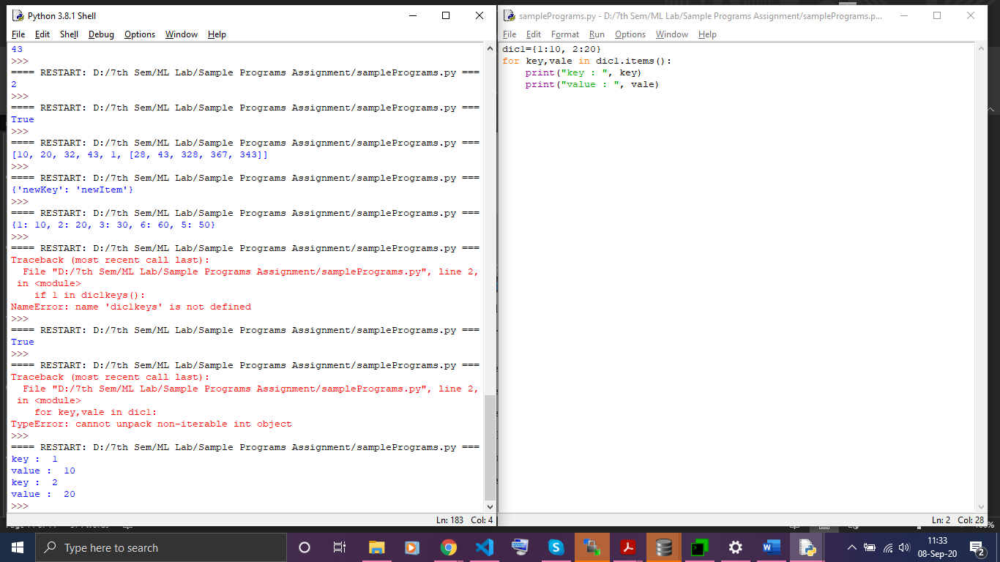 Python 3.8.1 Shell
File Edit Shell Debug Options Window Help
43
>>>
==== RESTART: D:/7th Sem/ML Lab/Sample Programs Assignment/samplePrograms.py ===
2
>>>
==== RESTART: D:/7th Sem/ML Lab/Sample Programs Assignment/samplePrograms.py ===
True
>>>
==== RESTART: D:/7th Sem/ML Lab/Sample Programs Assignment/samplePrograms.py ===
[10, 20, 32, 43, 1, [28, 43, 328, 367, 343]]
>>>
==== RESTART: D:/7th Sem/ML Lab/Sample Programs Assignment/samplePrograms.py ===
{'newKey': 'newItem'}
>>>
==== RESTART: D:/7th Sem/ML Lab/Sample Programs Assignment/samplePrograms.py ===
{1: 10, 2: 20, 3: 30, 6: 60, 5: 50}
>>>
==== RESTART: D:/7th Sem/ML Lab/Sample Programs Assignment/samplePrograms.py ===
Traceback (most recent call last):
  File "D:/7th Sem/ML Lab/Sample Programs Assignment/samplePrograms.py", line 2,
 in <module>
    if 1 in dic1keys():
NameError: name 'dic1keys' is not defined
>>>
==== RESTART: D:/7th Sem/ML Lab/Sample Programs Assignment/samplePrograms.py ===
True
>>>
==== RESTART: D:/7th Sem/ML Lab/Sample Programs Assignment/samplePrograms.py ===
Traceback (most recent call last):
  File "D:/7th Sem/ML Lab/Sample Programs Assignment/samplePrograms.py", line 2,
 in <module>
    for key,vale in dic1:
TypeError: cannot unpack non-iterable int object
>>>
==== RESTART: D:/7th Sem/ML Lab/Sample Programs Assignment/samplePrograms.py ===
key :  1
value :  10
key :  2
value :  20
>>>
Ln: 183 Col: 4
samplePrograms.py - D:/7th Sem/ML Lab/Sample Programs Assignment/samplePrograms.p...
File Edit Format Run Options Window Help
dic1={1:10, 2:20}
for key,vale in dic1.items():
    print("key : ", key)
    print("value : ", vale)
Ln: 2 Col: 28
Type here to search
11:33
08-Sep-20
2